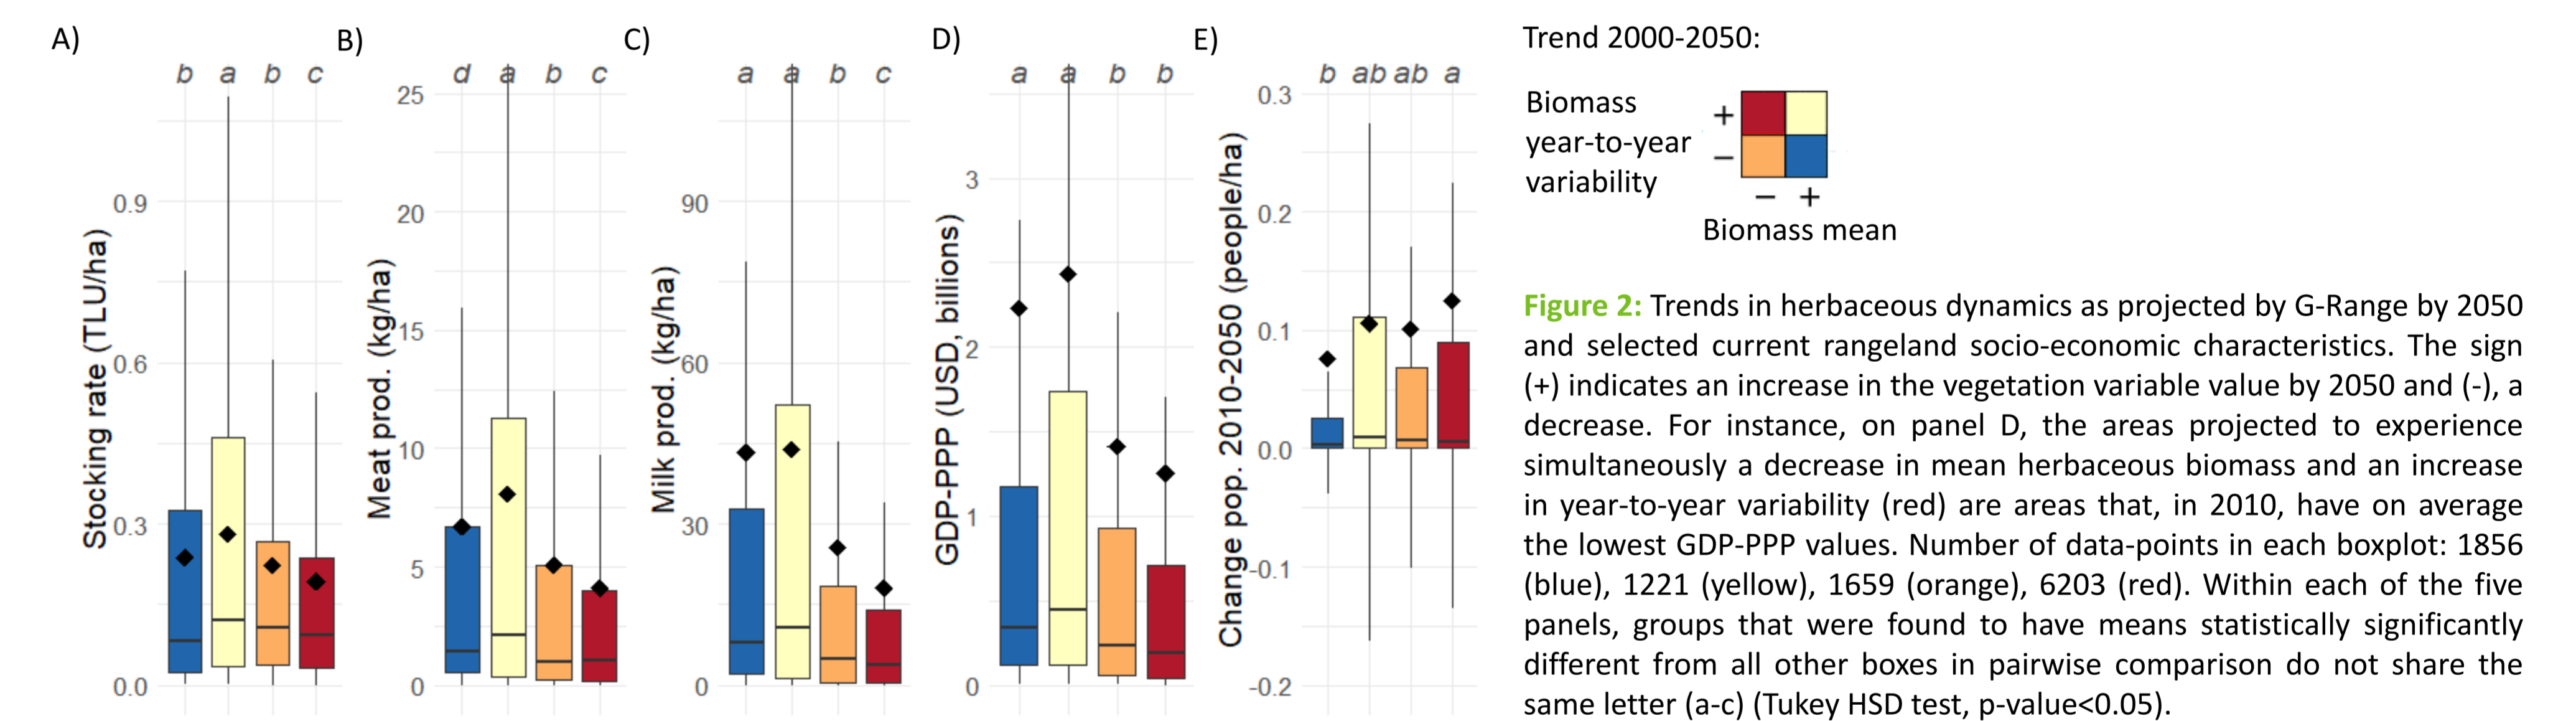 A)
b a b c
Stocking rate (TLU/ha)
0.9
0.6
0.3
0.0
B)
d a b c
Meat prod. (kg/ha)
25
20
15
10
5
0
C)
a a b c
Milk prod. (kg/ha)
90
60
30
0
D)
a a b b
GDP-PPP (USD, billions)
3
2
1
0
E)
b ab ab a
Change pop. 2010-2050 (people/ha)
0.3
0.2
0.1
0.0
-0.1
-0.2
Trend 2000-2050:
Biomass
year-to-year
variability
+
−
− +
Biomass mean
Figure 2: Trends in herbaceous dynamics as projected by G-Range by 2050
and selected current rangeland socio-economic characteristics. The sign
(+) indicates an increase in the vegetation variable value by 2050 and (-), a
decrease. For instance, on panel D, the areas projected to experience
simultaneously a decrease in mean herbaceous biomass and an increase
in year-to-year variability (red) are areas that, in 2010, have on average
the lowest GDP-PPP values. Number of data-points in each boxplot: 1856
(blue), 1221 (yellow), 1659 (orange), 6203 (red). Within each of the five
panels, groups that were found to have means statistically significantly
different from all other boxes in pairwise comparison do not share the
same letter (a-c) (Tukey HSD test, p-value<0.05).